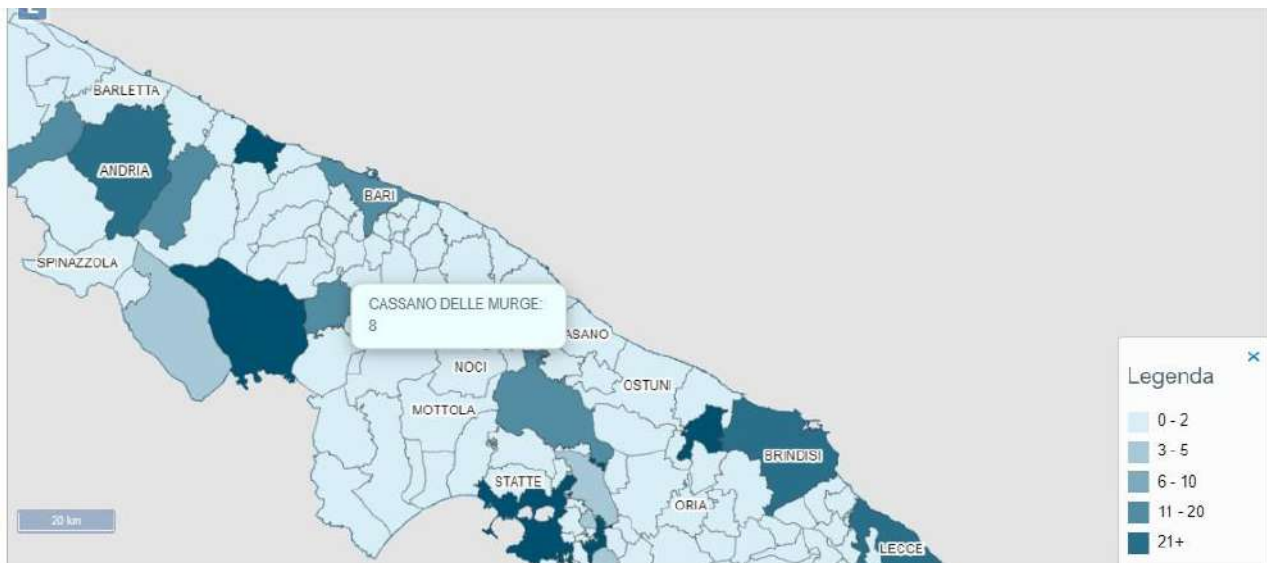 BARLETTA
ANDRIA
BARI
SPINAZZOLA
CASSANO DELLE MURGE:
8
ASANO
NOCI
OSTUNI
MOTTOLA
BRINDISI
STATTE
ORIA
LECCE
20 km
×
Legenda
0 - 2
3 - 5
6 - 10
11 - 20
21+